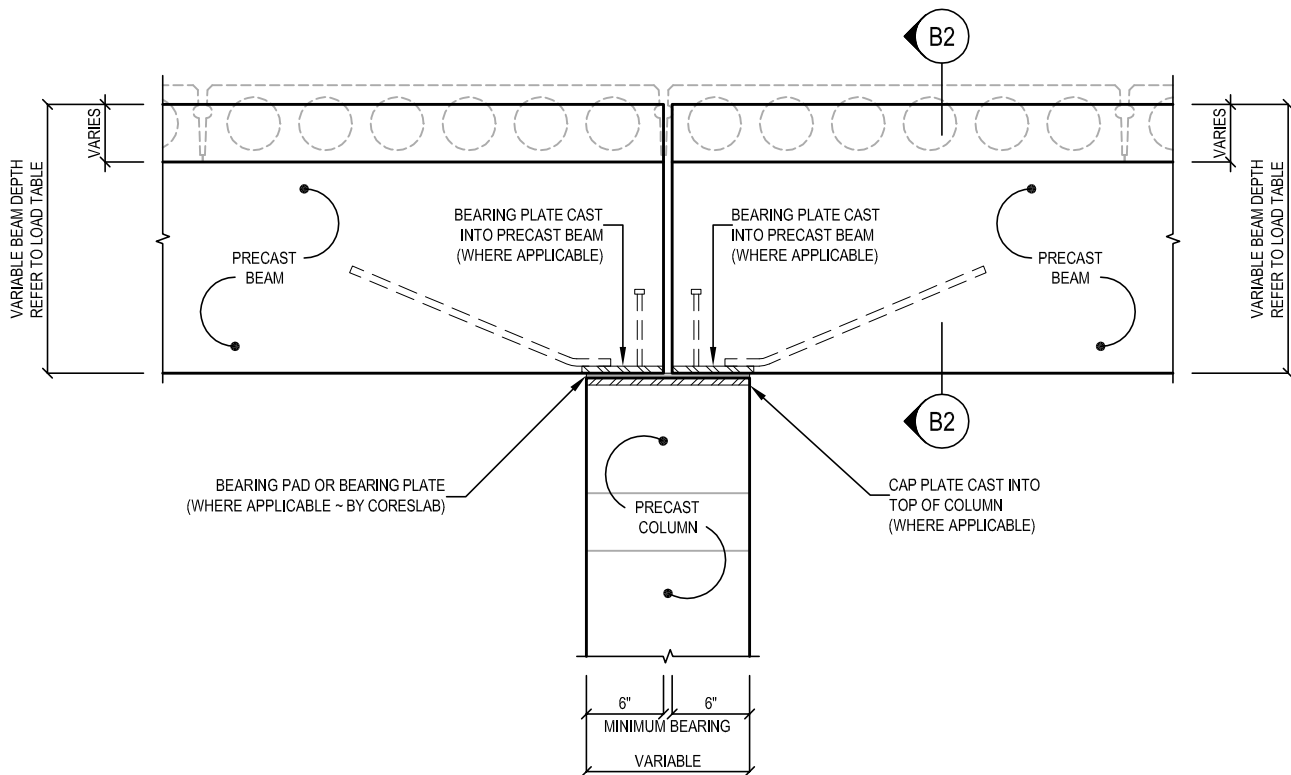 B2
VARIABLE BEAM DEPTH
REFER TO LOAD TABLE
VARIES
VARIES
VARIABLE BEAM DEPTH
REFER TO LOAD TABLE
BEARING PLATE CAST
INTO PRECAST BEAM
(WHERE APPLICABLE)
BEARING PLATE CAST
INTO PRECAST BEAM
(WHERE APPLICABLE)
PRECAST
BEAM
PRECAST
BEAM
B2
BEARING PAD OR BEARING PLATE
(WHERE APPLICABLE ~ BY CORESLAB)
CAP PLATE CAST INTO
TOP OF COLUMN
(WHERE APPLICABLE)
PRECAST
COLUMN
6"
6"
MINIMUM BEARING
VARIABLE